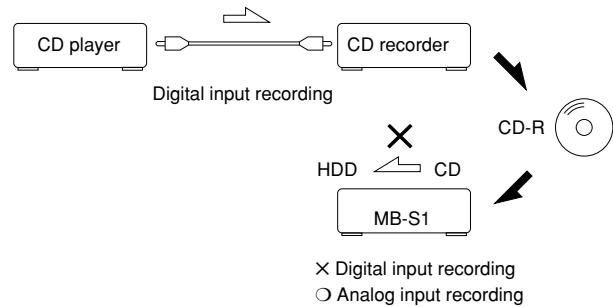 CD player
CD recorder
Digital input recording
CD-R
HDD
CD
MB-S1
× Digital input recording
❍ Analog input recording